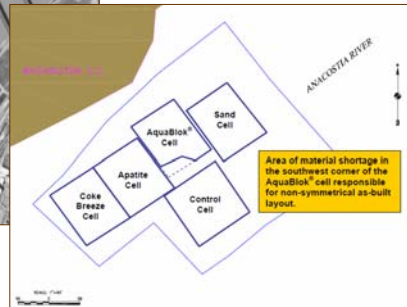 WASHINGTON D.C.
ANACOSTIA RIVER
Sand
Cell
AquaBlok®
Cell
Apatite
Cell
Coke
Breeze
Cell
Control
Cell
Area of material shortage in
the southwest corner of the
AquaBlok® cell responsible
for non-symmetrical as-built
layout.